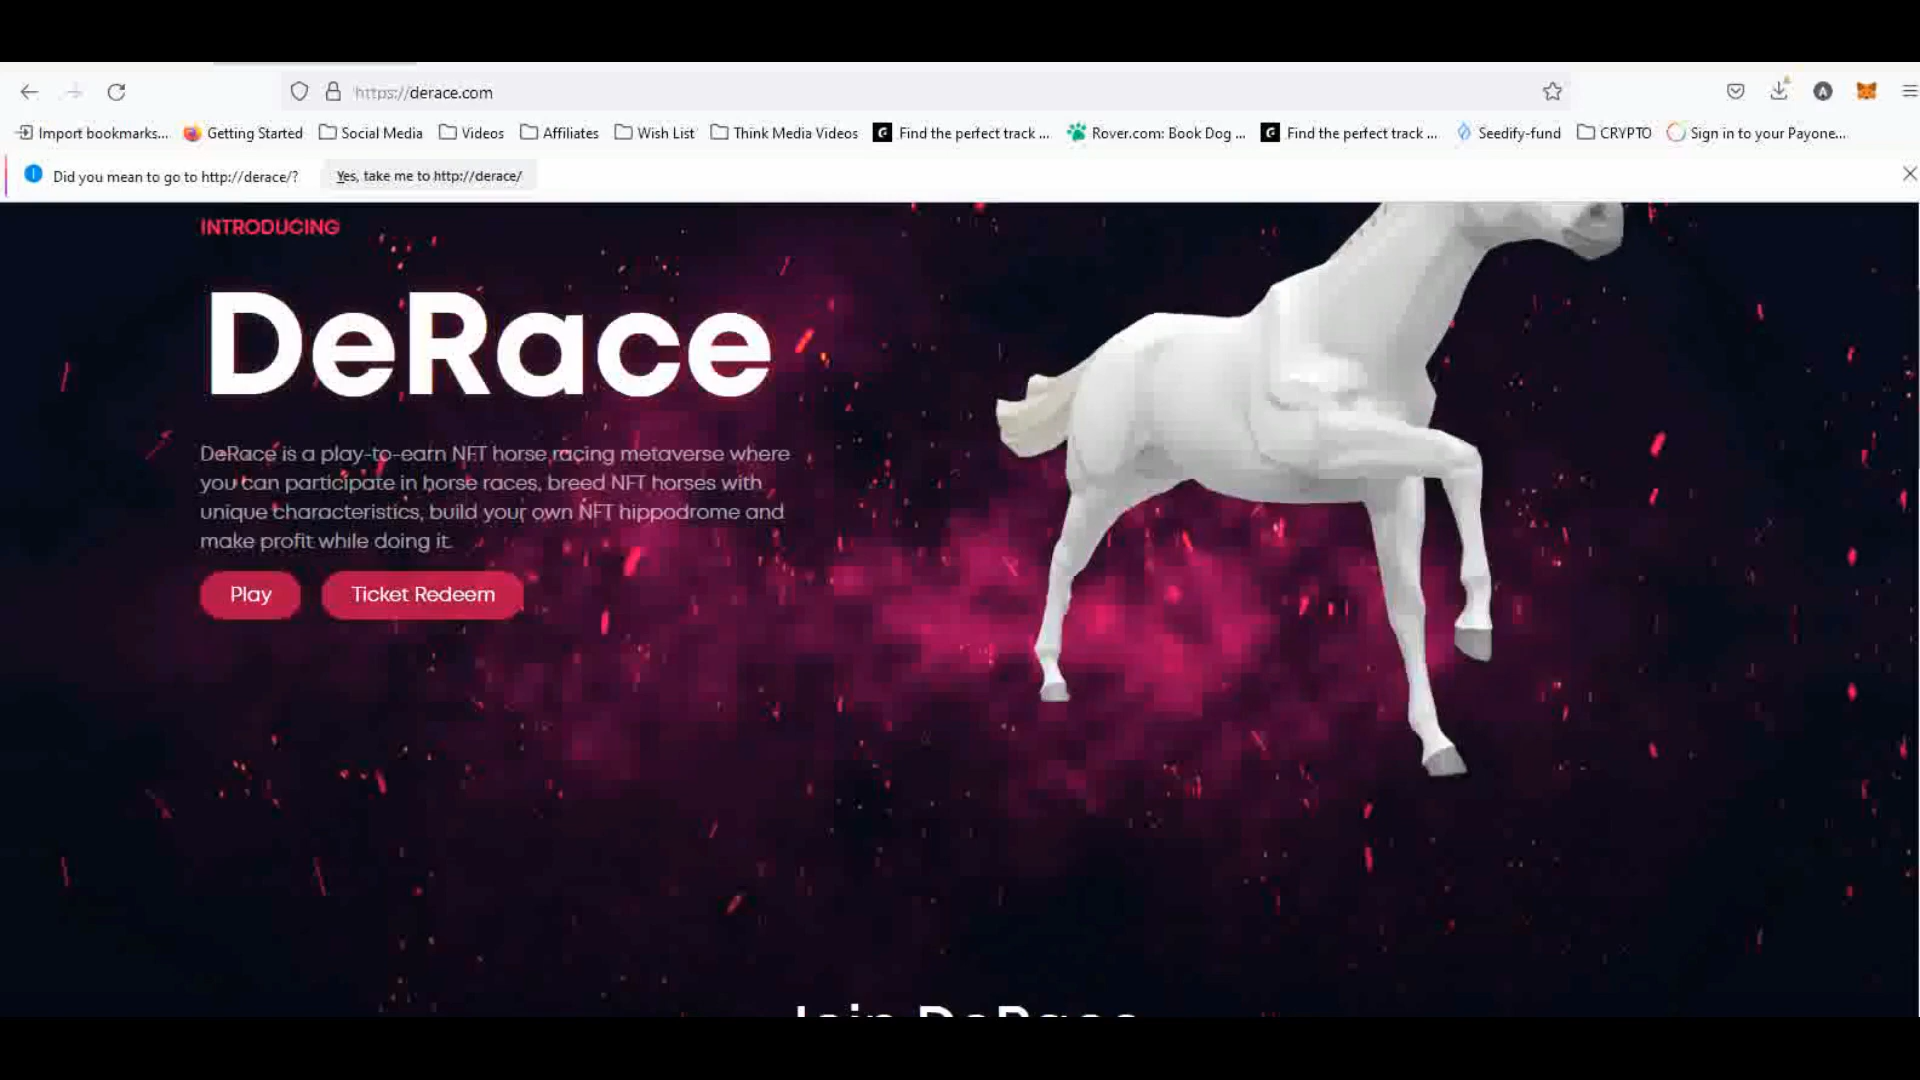 https://derace.com
Import bookmarks... Getting Started Social Media Videos Affiliates Wish List Think Media Videos G Find the perfect track ... Rover.com: Book Dog ... G Find the perfect track ... Seedify-fund CRYPTO Sign in to your Payone...
Did you mean to go to http://derace/? Yes, take me to http://derace/
INTRODUCING
DeRace
DeRace is a play-to-earn NFT horse racing metaverse where
you can participate in horse races, breed NFT horses with
unique characteristics, build your own NFT hippodrome and
make profit while doing it.
Play Ticket Redeem
Join DeRace